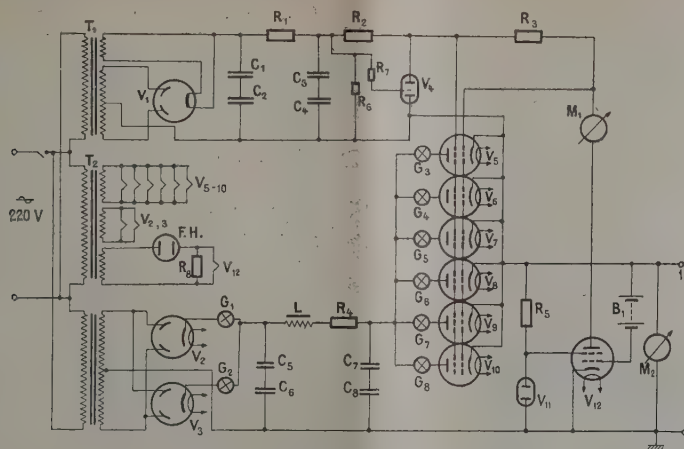 T₁
R₁
R₂
R₃
C₁
C₃
R₇
V₄
V₁
C₂
C₄
R₆
M₁
G₃
V₅
T₂
V₅₋₁₀
G₄
V₆
220 V
V₂,₃
G₅
V₇
F.H.
R₈
V₁₂
G₆
V₈
1
G₁
L
R₄
R₅
B₁
V₂
G₇
V₉
C₅
C₇
M₂
G₂
C₆
C₈
G₈
V₁₀
V₁₁
V₁₂
V₃